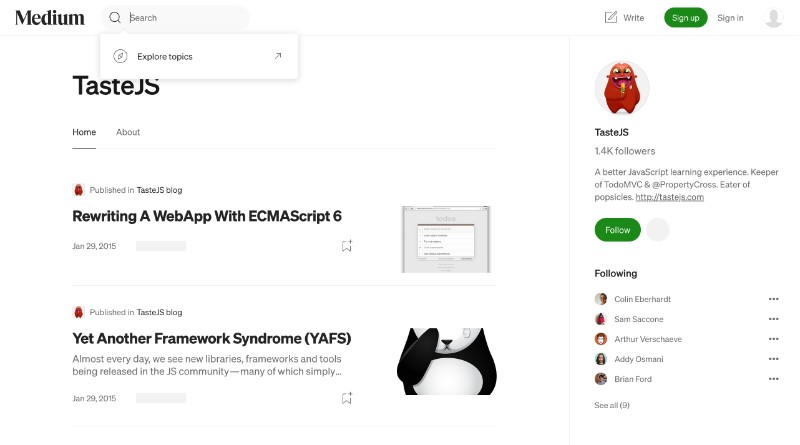 Medium
Search
Write
Sign up
Sign in
Explore topics
TasteJS
Home
About
Published in TasteJS blog
Rewriting A WebApp With ECMAScript 6
Jan 29, 2015
todos
Published in TasteJS blog
Yet Another Framework Syndrome (YAFS)
Almost every day, we see new libraries, frameworks and tools
being released in the JS community—many of which simply…
Jan 29, 2015
TasteJS
1.4K followers
A better JavaScript learning experience. Keeper
of TodoMVC & @PropertyCross. Eater of
popsicles. http://tastejs.com
Follow
Following
Colin Eberhardt
Sam Saccone
Arthur Verschaeve
Addy Osmani
Brian Ford
See all (9)